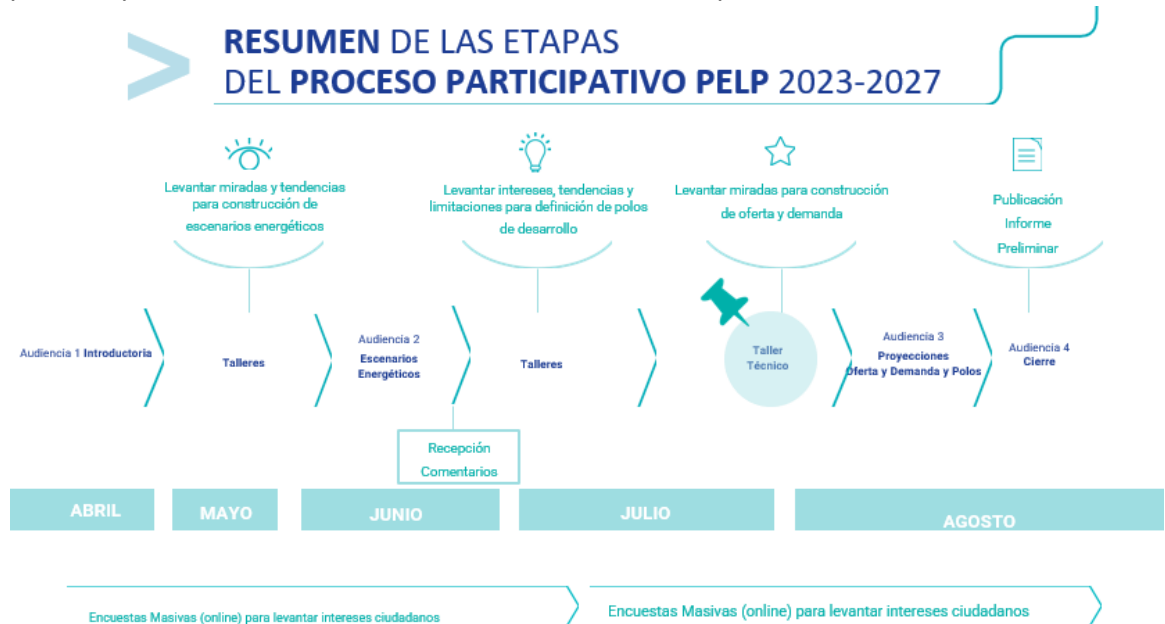 RESUMEN DE LAS ETAPAS
DEL PROCESO PARTICIPATIVO PELP 2023-2027
Levantar miradas y tendencias
para construcción de
escenarios energéticos
Levantar intereses, tendencias y
limitaciones para definición de polos
de desarrollo
Levantar miradas para construcción
de oferta y demanda
Publicación
Informe
Preliminar
Audiencia 1 Introductoria
Talleres
Audiencia 2
Escenarios
Energéticos
Talleres
Taller
Técnico
Audiencia 3
Proyecciones
Oferta y Demanda y Polos
Audiencia 4
Cierre
Recepción
Comentarios
ABRIL
MAYO
JUNIO
JULIO
AGOSTO
Encuestas Masivas (online) para levantar intereses ciudadanos
Encuestas Masivas (online) para levantar intereses ciudadanos